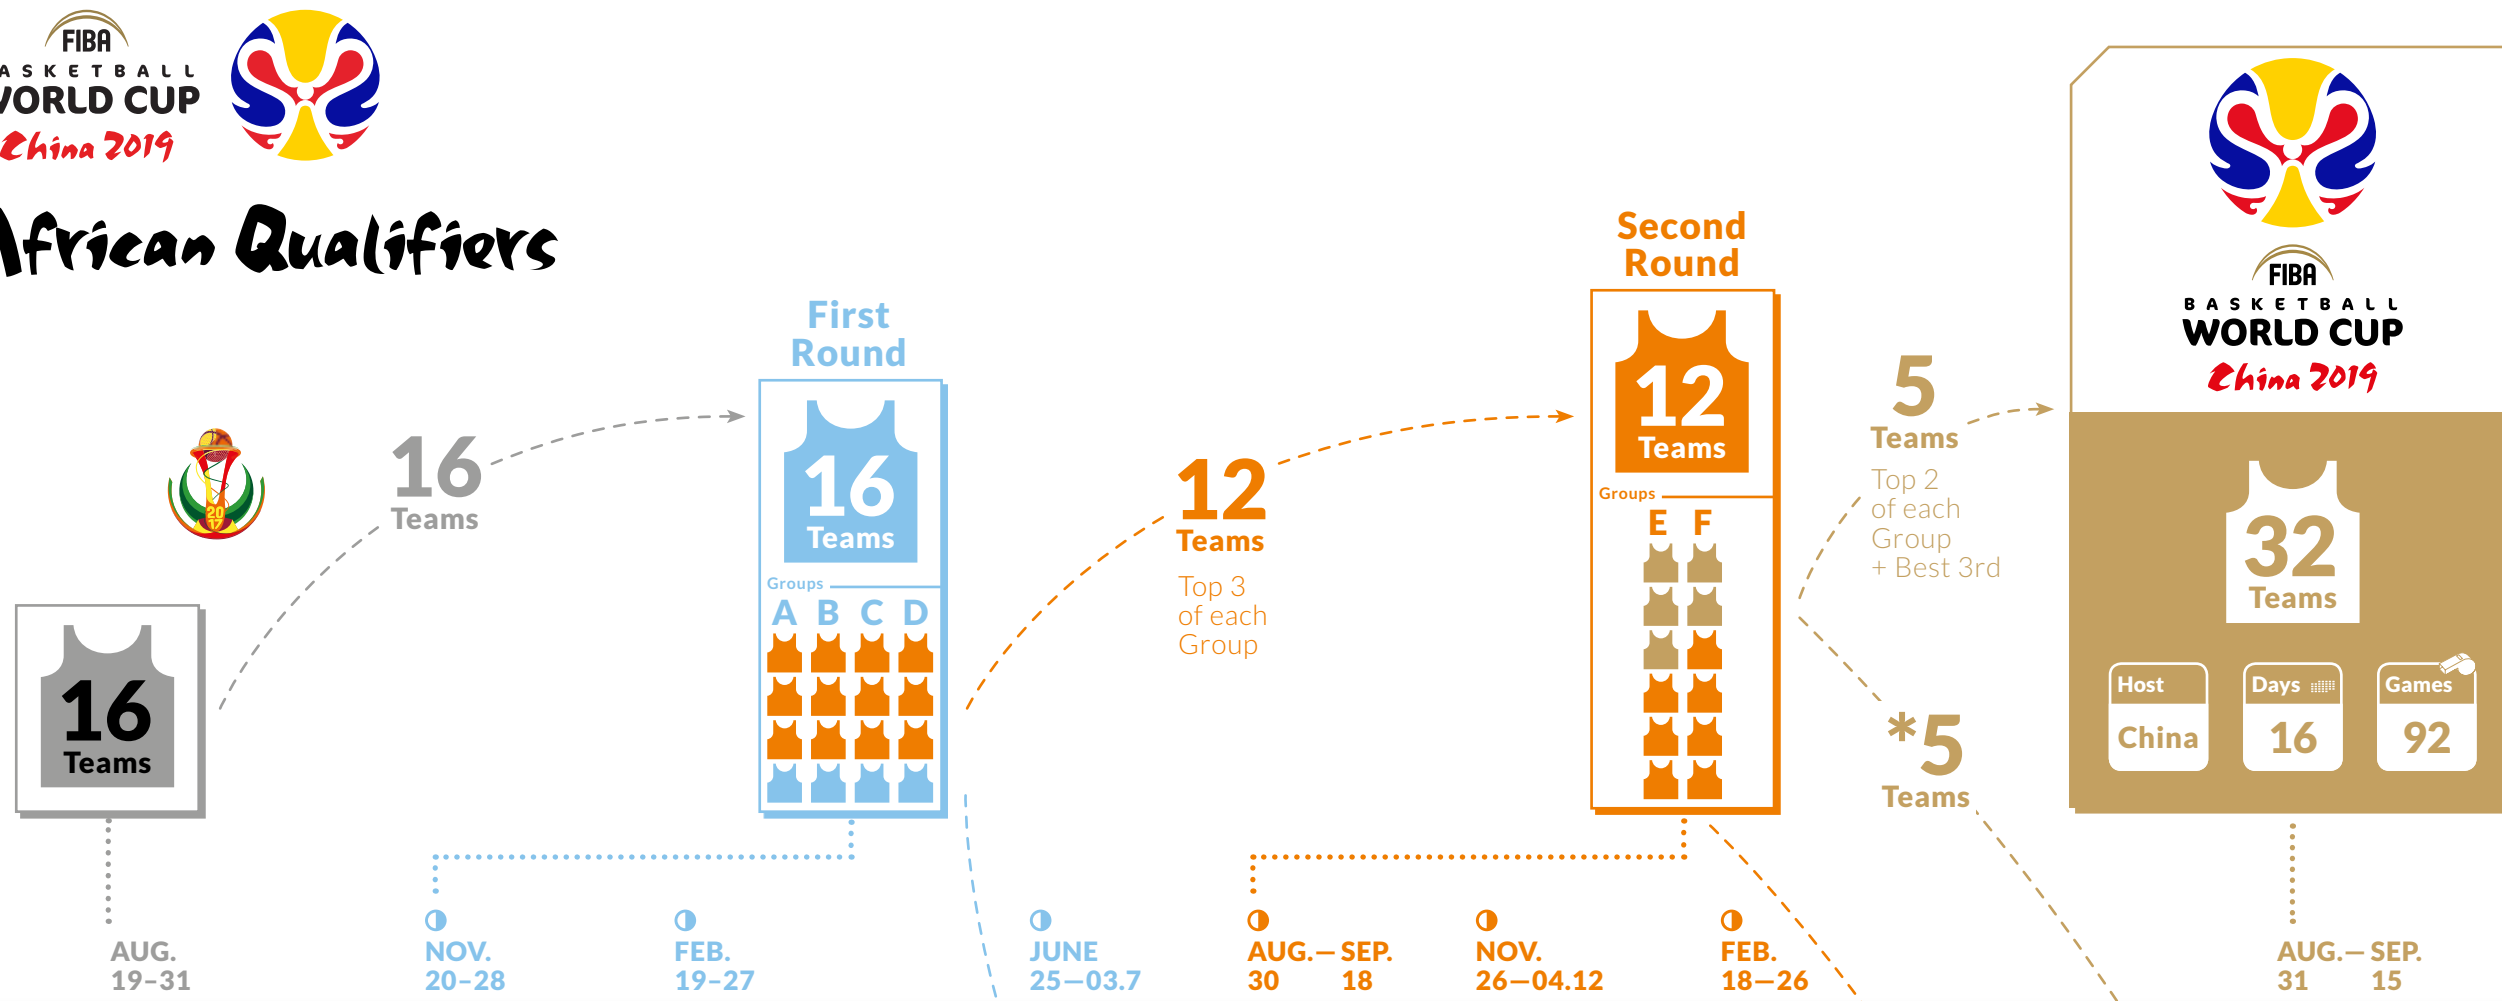 FIBA
ASKETBALL
WORLD CUP
China 2019
African Qualifiers
2017
16
Teams
16
Teams
First
Round
16
Teams
Groups
A B C D
12
Teams
Top 3
of each
Group
Second
Round
12
Teams
Groups
E F
5
Teams
Top 2
of each
Group
+ Best 3rd
*5
Teams
FIBA
BASKETBALL
WORLD CUP
China 2019
32
Teams
Host
China
Days
16
Games
92
AUG.
19–31
NOV.
20–28
FEB.
19–27
JUNE
25—03.7
AUG.— SEP.
30 18
NOV.
26—04.12
FEB.
18—26
AUG.— SEP.
31 15